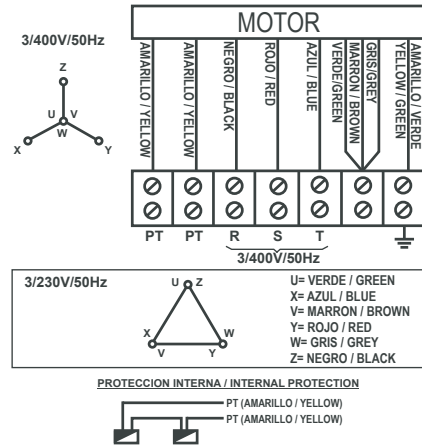 MOTOR
3/400V/50Hz
Z
U V
W
X
Y
AMARILLO / YELLOW
AMARILLO / YELLOW
NEGRO / BLACK
ROJO / RED
AZUL / BLUE
VERDE/GREEN
MARRON / BROWN
GRIS/GREY
AMARILLO / VERDE
YELLOW / GREEN
PT PT R S T
3/400V/50Hz
3/230V/50Hz
U Z
X W
V Y
U= VERDE / GREEN
X= AZUL / BLUE
V= MARRON / BROWN
Y= ROJO / RED
W= GRIS / GREY
Z= NEGRO / BLACK
PROTECCION INTERNA / INTERNAL PROTECTION
PT (AMARILLO / YELLOW)
PT (AMARILLO / YELLOW)